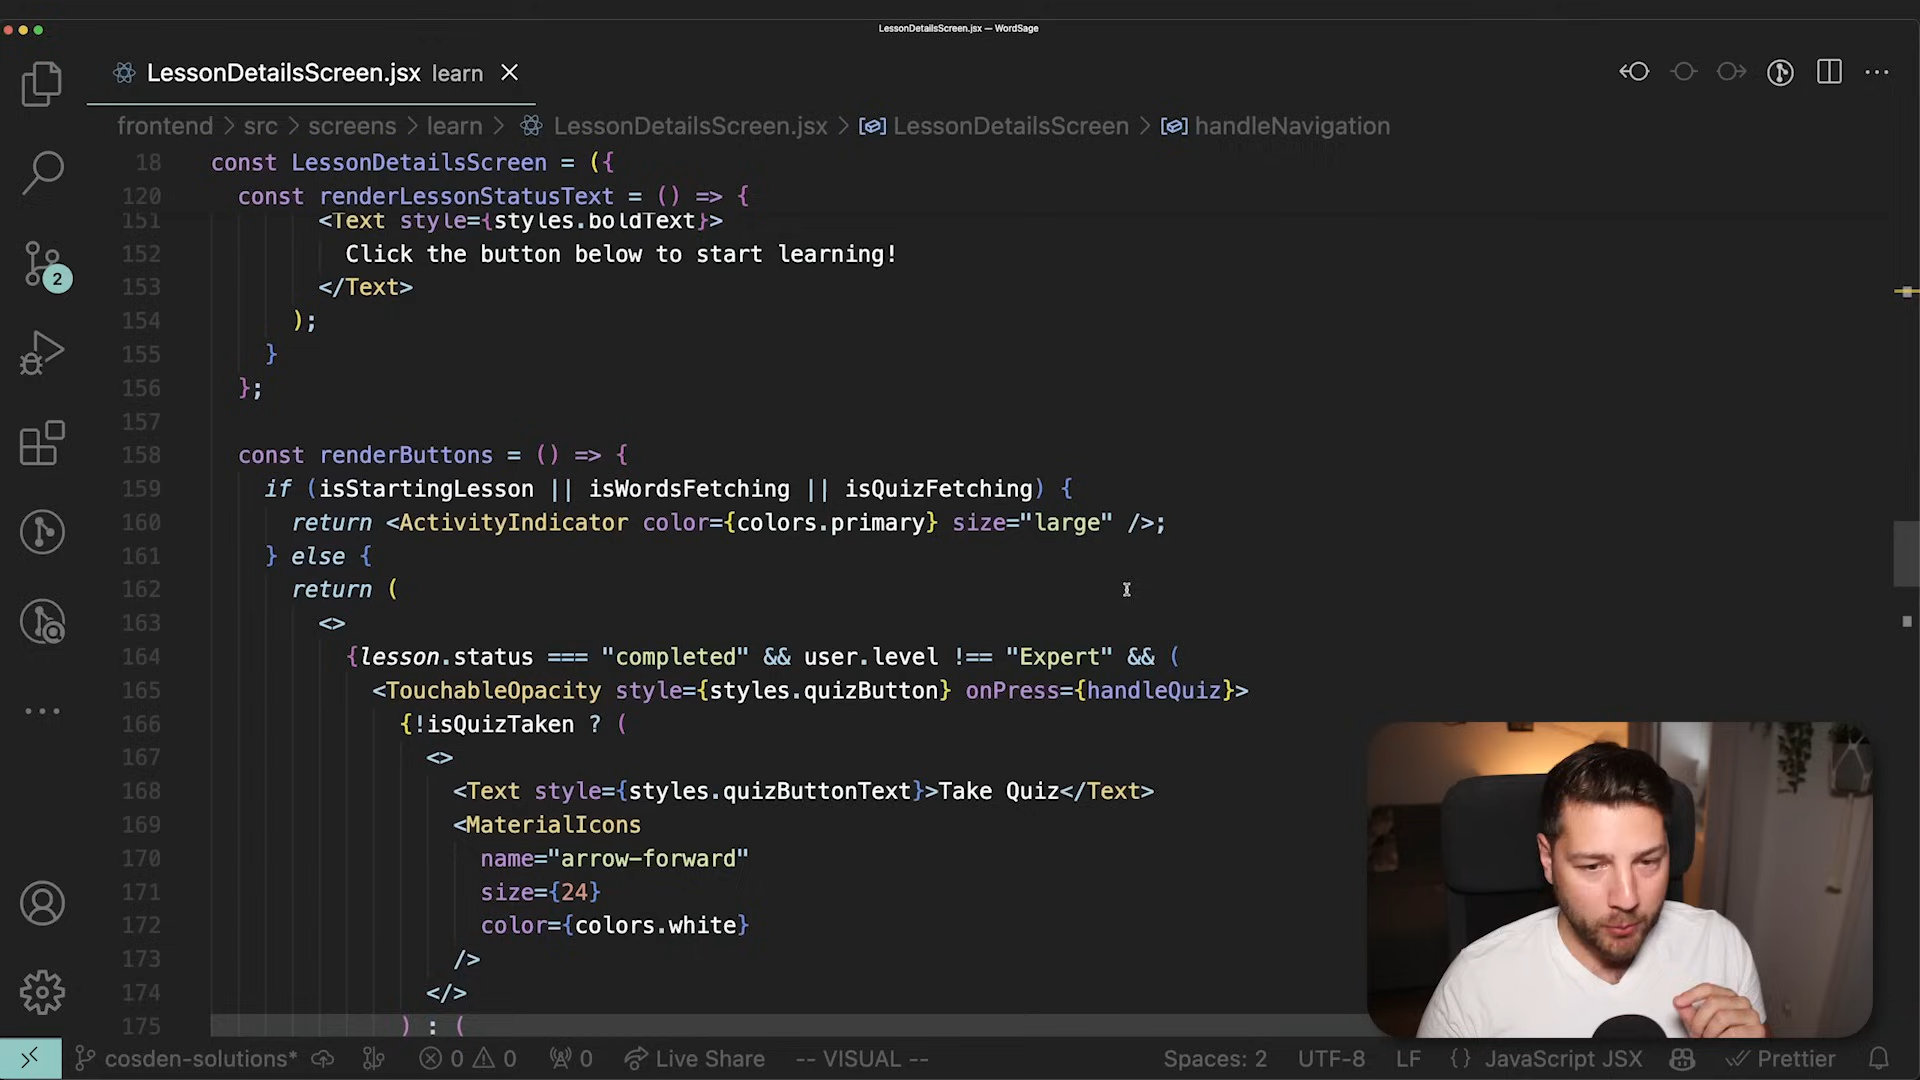 LessonDetailsScreen.jsx — WordSage
LessonDetailsScreen.jsx learn
frontend > src > screens > learn > LessonDetailsScreen.jsx > LessonDetailsScreen > handleNavigation
18 const LessonDetailsScreen = ({
120 const renderLessonStatusText = () => {
151 <Text style={styles.boldText}>
152 Click the button below to start learning!
153 </Text>
154 );
155 }
156 };
157
158 const renderButtons = () => {
159 if (isStartingLesson || isWordsFetching || isQuizFetching) {
160 return <ActivityIndicator color={colors.primary} size="large" />;
161 } else {
162 return (
163 <>
164 {lesson.status === "completed" && user.level !== "Expert" && (
165 <TouchableOpacity style={styles.quizButton} onPress={handleQuiz}>
166 {!isQuizTaken ? (
167 <>
168 <Text style={styles.quizButtonText}>Take Quiz</Text>
169 <MaterialIcons
170 name="arrow-forward"
171 size={24}
172 color={colors.white}
173 />
174 </>
175 ) : (
2
cosden-solutions* 0 0 0 Live Share -- VISUAL -- Spaces: 2 UTF-8 LF {} JavaScript JSX Prettier